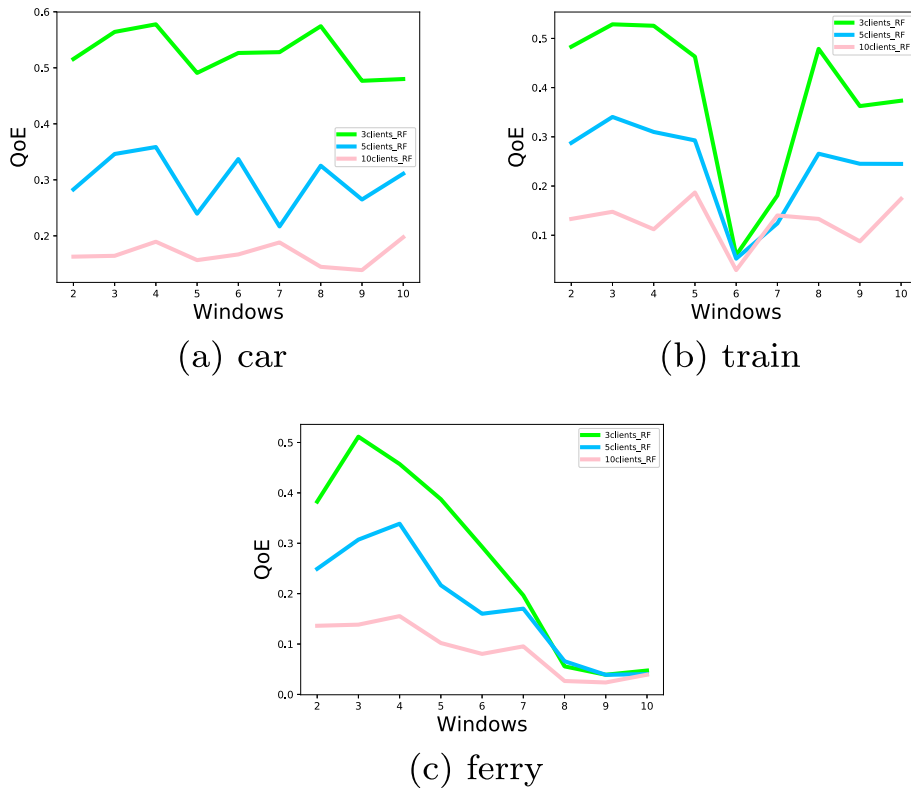 0.6
0.5
0.4
0.3
0.2
QoE
3clients_RF
5clients_RF
10clients_RF
2 3 4 5 6 7 8 9 10
Windows
(a) car
0.5
0.4
0.3
0.2
0.1
QoE
3clients_RF
5clients_RF
10clients_RF
2 3 4 5 6 7 8 9 10
Windows
(b) train
0.5
0.4
0.3
0.2
0.1
0.0
QoE
3clients_RF
5clients_RF
10clients_RF
2 3 4 5 6 7 8 9 10
Windows
(c) ferry